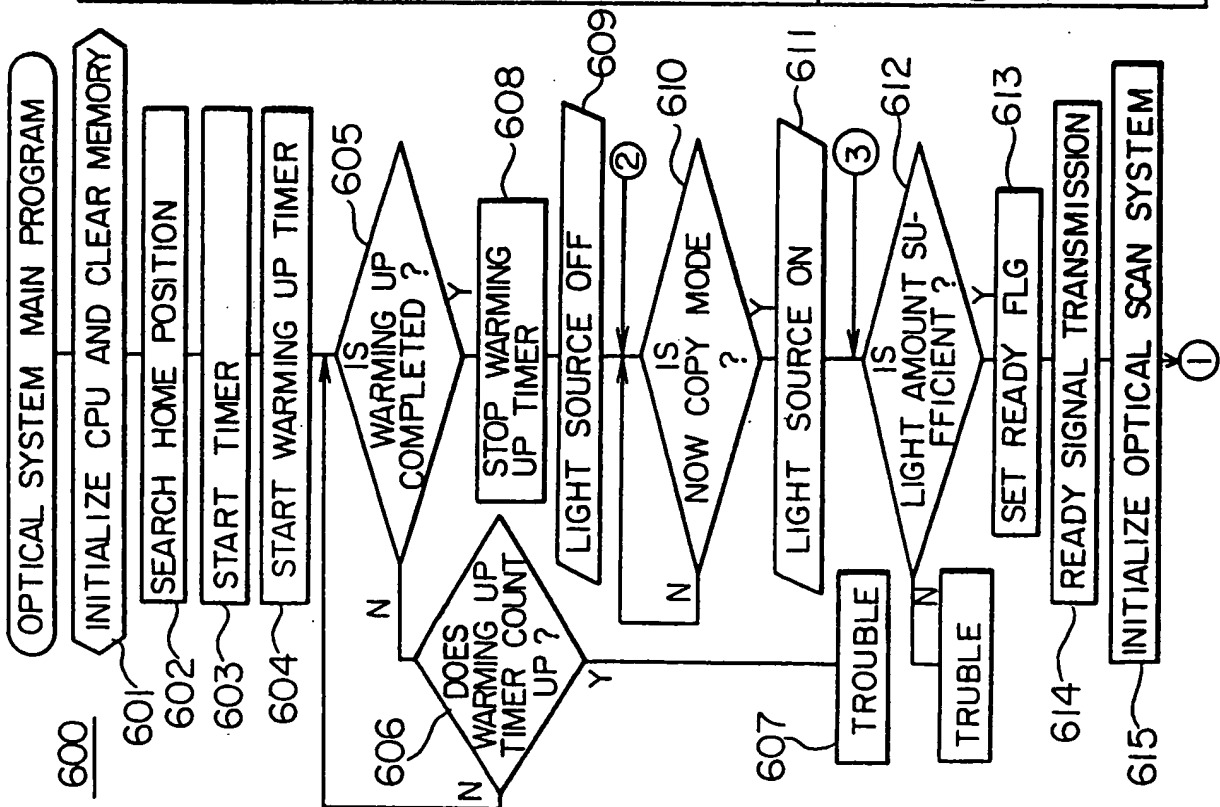 600
OPTICAL SYSTEM MAIN PROGRAM
INITIALIZE CPU AND CLEAR MEMORY
601
SEARCH HOME POSITION
602
START TIMER
603
START WARMING UP TIMER
604
IS
WARMING UP
COMPLETED ?
605
N
Y
DOES
WARMING UP
TIMER COUNT
UP ?
606
N
Y
TROUBLE
607
STOP WARMING
UP TIMER
608
LIGHT SOURCE OFF
609
2
IS
NOW COPY MODE
?
610
N
Y
LIGHT SOURCE ON
611
3
IS
LIGHT AMOUNT SU-
FFICIENT ?
612
N
Y
TRUBLE
SET READY FLG
613
READY SIGNAL TRANSMISSION
614
INITIALIZE OPTICAL SCAN SYSTEM
615
1